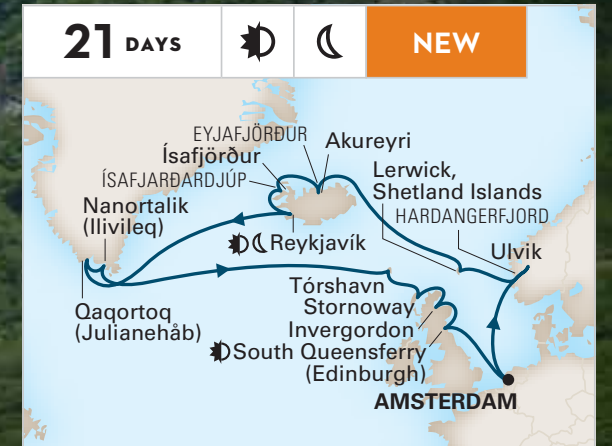 21 DAYS
NEW
EYJAFJÖRÐUR
Akureyri
Ísafjörður
ÍSAFJARÐARDJÚP
Lerwick,
Shetland Islands
HARDANGERFJORD
Nanortalik
(Ilivileq)
Reykjavík
Ulvik
Qaqortoq
(Julianehåb)
Tórshavn
Stornoway
Invergordon
South Queensferry
(Edinburgh)
AMSTERDAM